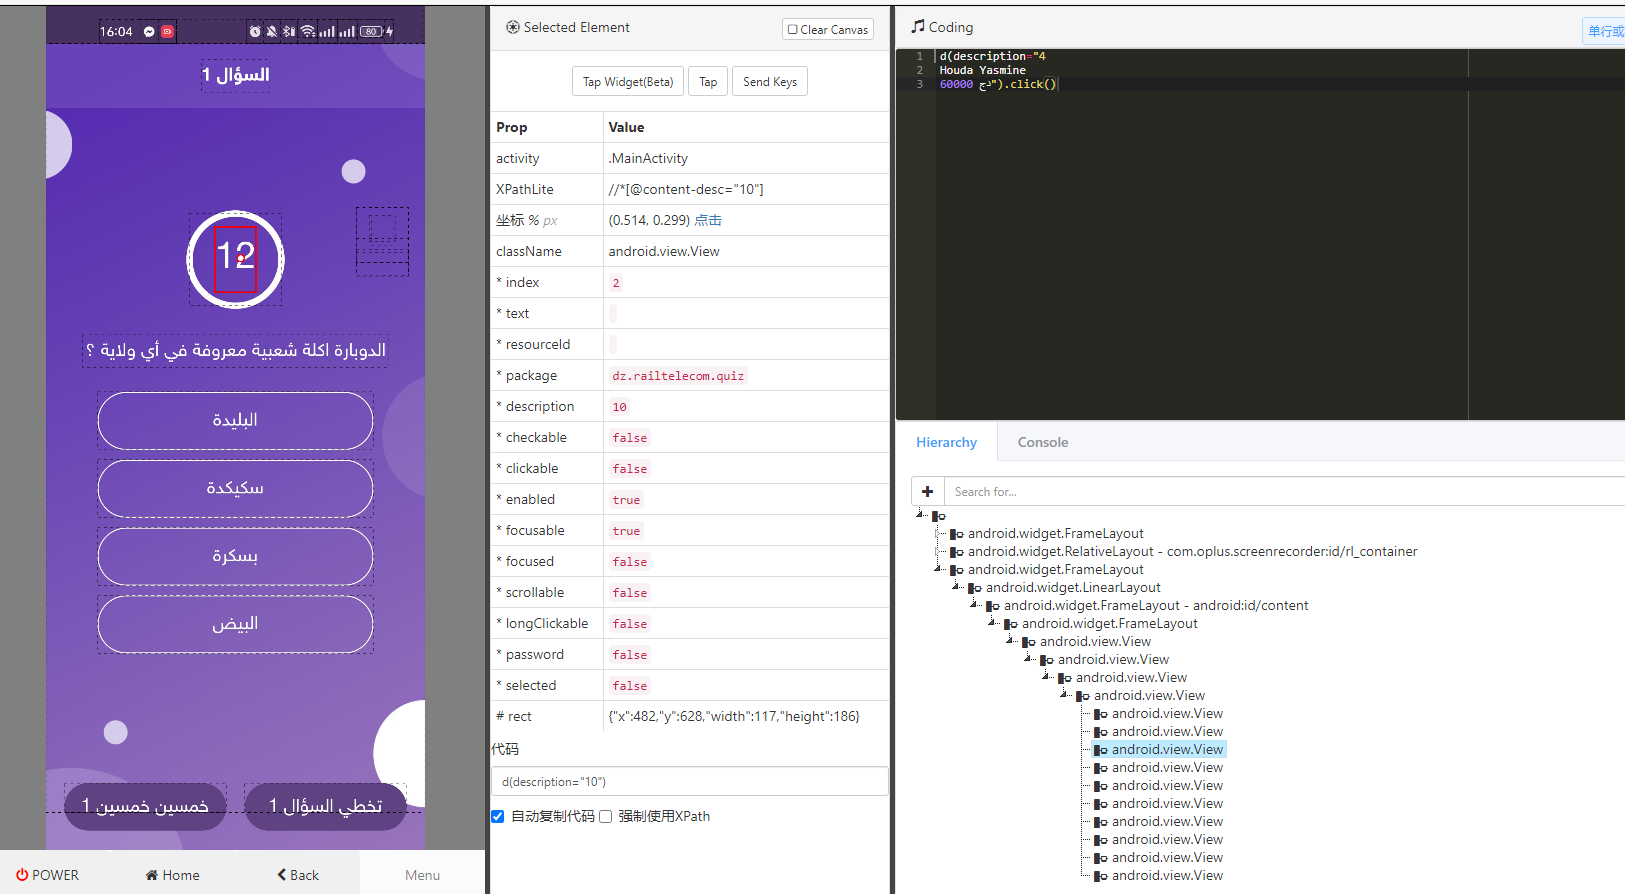 16:04
80
السؤال 1
12
الدوبارة اكلة شعبية معروفة في أي ولاية ؟
البليدة
سكيكدة
بسكرة
البيض
خمسين خمسين 1
تخطي السؤال 1
POWER
Home
Back
Menu
Selected Element
Clear Canvas
Tap Widget(Beta)
Tap
Send Keys
Prop Value
activity .MainActivity
XPathLite //*[@content-desc="10"]
坐标 % px (0.514, 0.299) 点击
className android.view.View
* index 2
* text
* resourceId
* package dz.railtelecom.quiz
* description 10
* checkable false
* clickable false
* enabled true
* focusable true
* focused false
* scrollable false
* longClickable false
* password false
* selected false
# rect {"x":482,"y":628,"width":117,"height":186}
代码
d(description="10")
自动复制代码 强制使用XPath
Coding
单行或
1 d(description="4
2 Houda Yasmine
3 60000 دج").click()
Hierarchy
Console
Search for...
android.widget.FrameLayout
android.widget.RelativeLayout - com.oplus.screenrecorder:id/rl_container
android.widget.FrameLayout
android.widget.LinearLayout
android.widget.FrameLayout - android:id/content
android.widget.FrameLayout
android.view.View
android.view.View
android.view.View
android.view.View
android.view.View
android.view.View
android.view.View
android.view.View
android.view.View
android.view.View
android.view.View
android.view.View
android.view.View
android.view.View